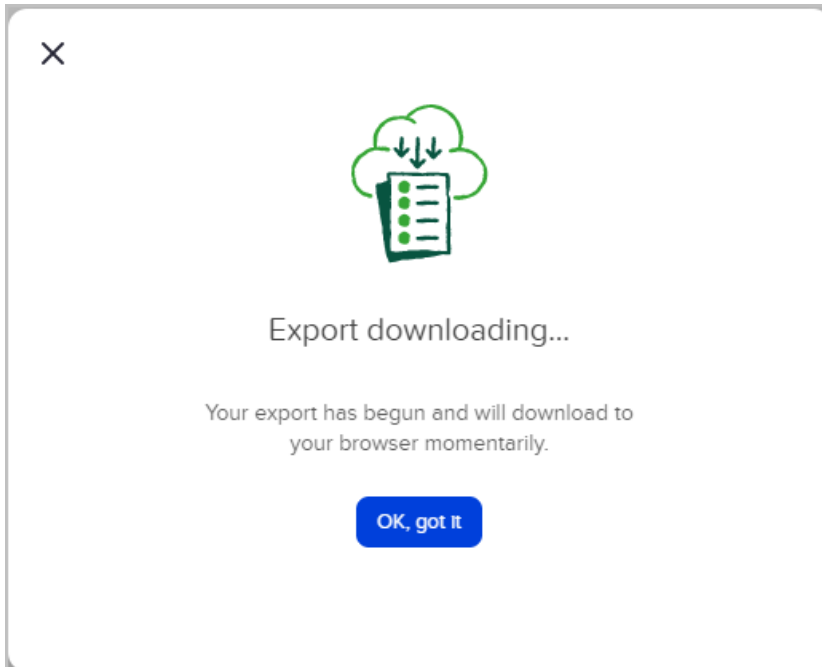 Export downloading...
Your export has begun and will download to
your browser momentarily.
OK, got it